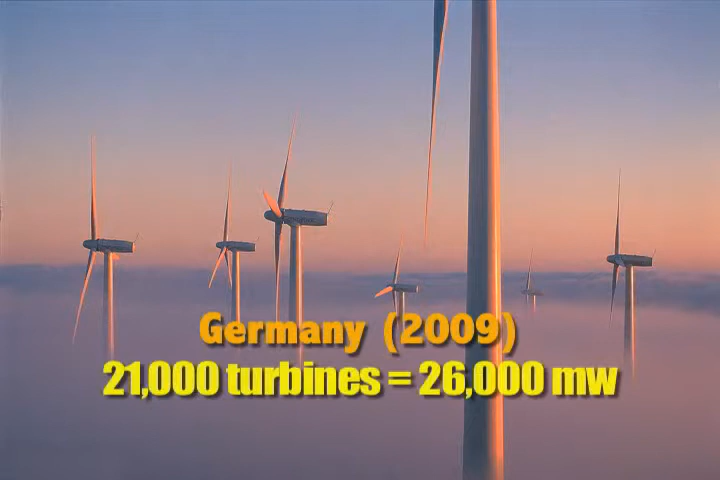 Germany (2009)
21,000 turbines = 26,000 mw